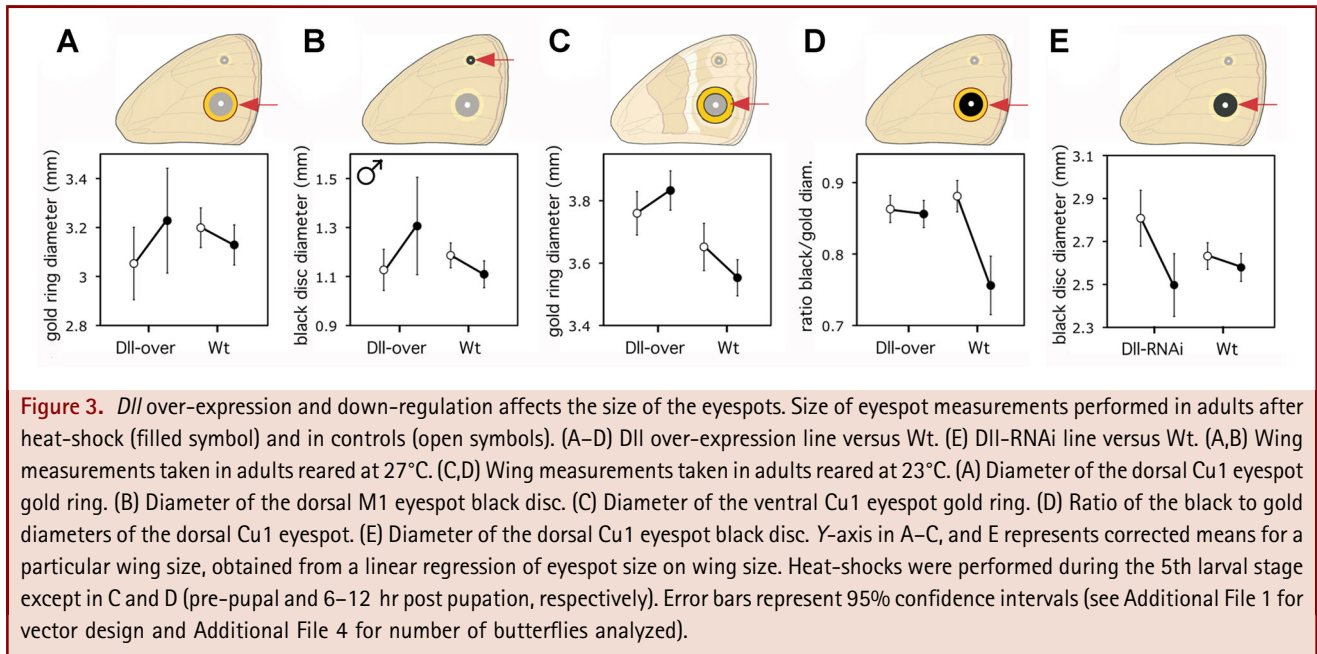 A B C D E
gold ring diameter (mm)
3.4
3.2
3
2.8
Dll-over Wt
black disc diameter (mm)
♂
1.5
1.3
1.1
0.9
Dll-over Wt
gold ring diameter (mm)
3.8
3.6
3.4
Dll-over Wt
ratio black/gold diam.
0.9
0.8
0.7
Dll-over Wt
black disc diameter (mm)
3.1
2.9
2.7
2.5
2.3
Dll-RNAi Wt
Figure 3. Dll over-expression and down-regulation affects the size of the eyespots. Size of eyespot measurements performed in adults after
heat-shock (filled symbol) and in controls (open symbols). (A–D) Dll over-expression line versus Wt. (E) Dll-RNAi line versus Wt. (A,B) Wing
measurements taken in adults reared at 27°C. (C,D) Wing measurements taken in adults reared at 23°C. (A) Diameter of the dorsal Cu1 eyespot
gold ring. (B) Diameter of the dorsal M1 eyespot black disc. (C) Diameter of the ventral Cu1 eyespot gold ring. (D) Ratio of the black to gold
diameters of the dorsal Cu1 eyespot. (E) Diameter of the dorsal Cu1 eyespot black disc. Y-axis in A–C, and E represents corrected means for a
particular wing size, obtained from a linear regression of eyespot size on wing size. Heat-shocks were performed during the 5th larval stage
except in C and D (pre-pupal and 6–12 hr post pupation, respectively). Error bars represent 95% confidence intervals (see Additional File 1 for
vector design and Additional File 4 for number of butterflies analyzed).